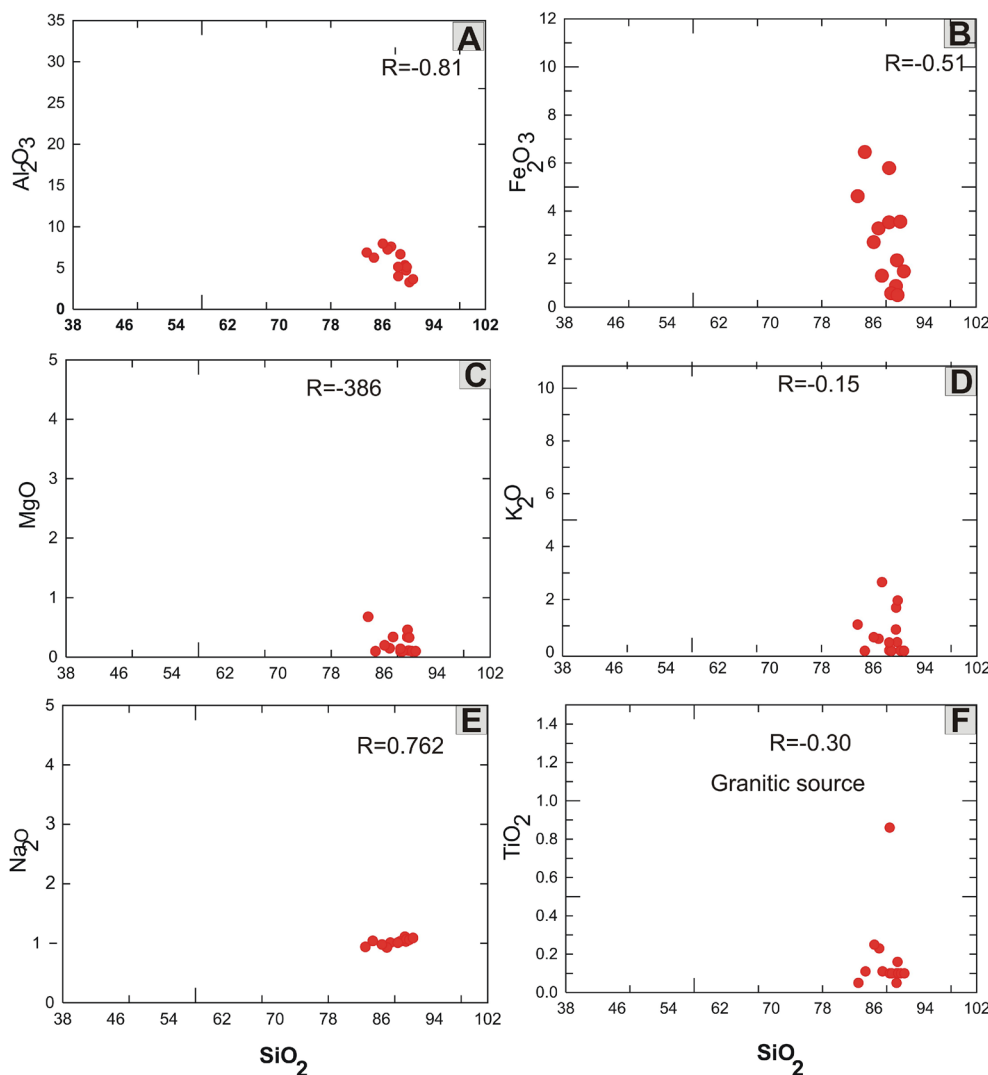 A
R=-0.81
Al2O3
35
30
25
20
15
10
5
0
38 46 54 62 70 78 86 94 102
B
R=-0.51
Fe2O3
12
10
8
6
4
2
0
38 46 54 62 70 78 86 94 102
C
R=-386
MgO
5
4
3
2
1
0
38 46 54 62 70 78 86 94 102
D
R=-0.15
K2O
10
8
6
4
2
0
38 46 54 62 70 78 86 94 102
E
R=0.762
Na2O
5
4
3
2
1
0
38 46 54 62 70 78 86 94 102
SiO2
F
R=-0.30
Granitic source
TiO2
1.4
1.2
1.0
0.8
0.6
0.4
0.2
0.0
38 46 54 62 70 78 86 94 102
SiO2